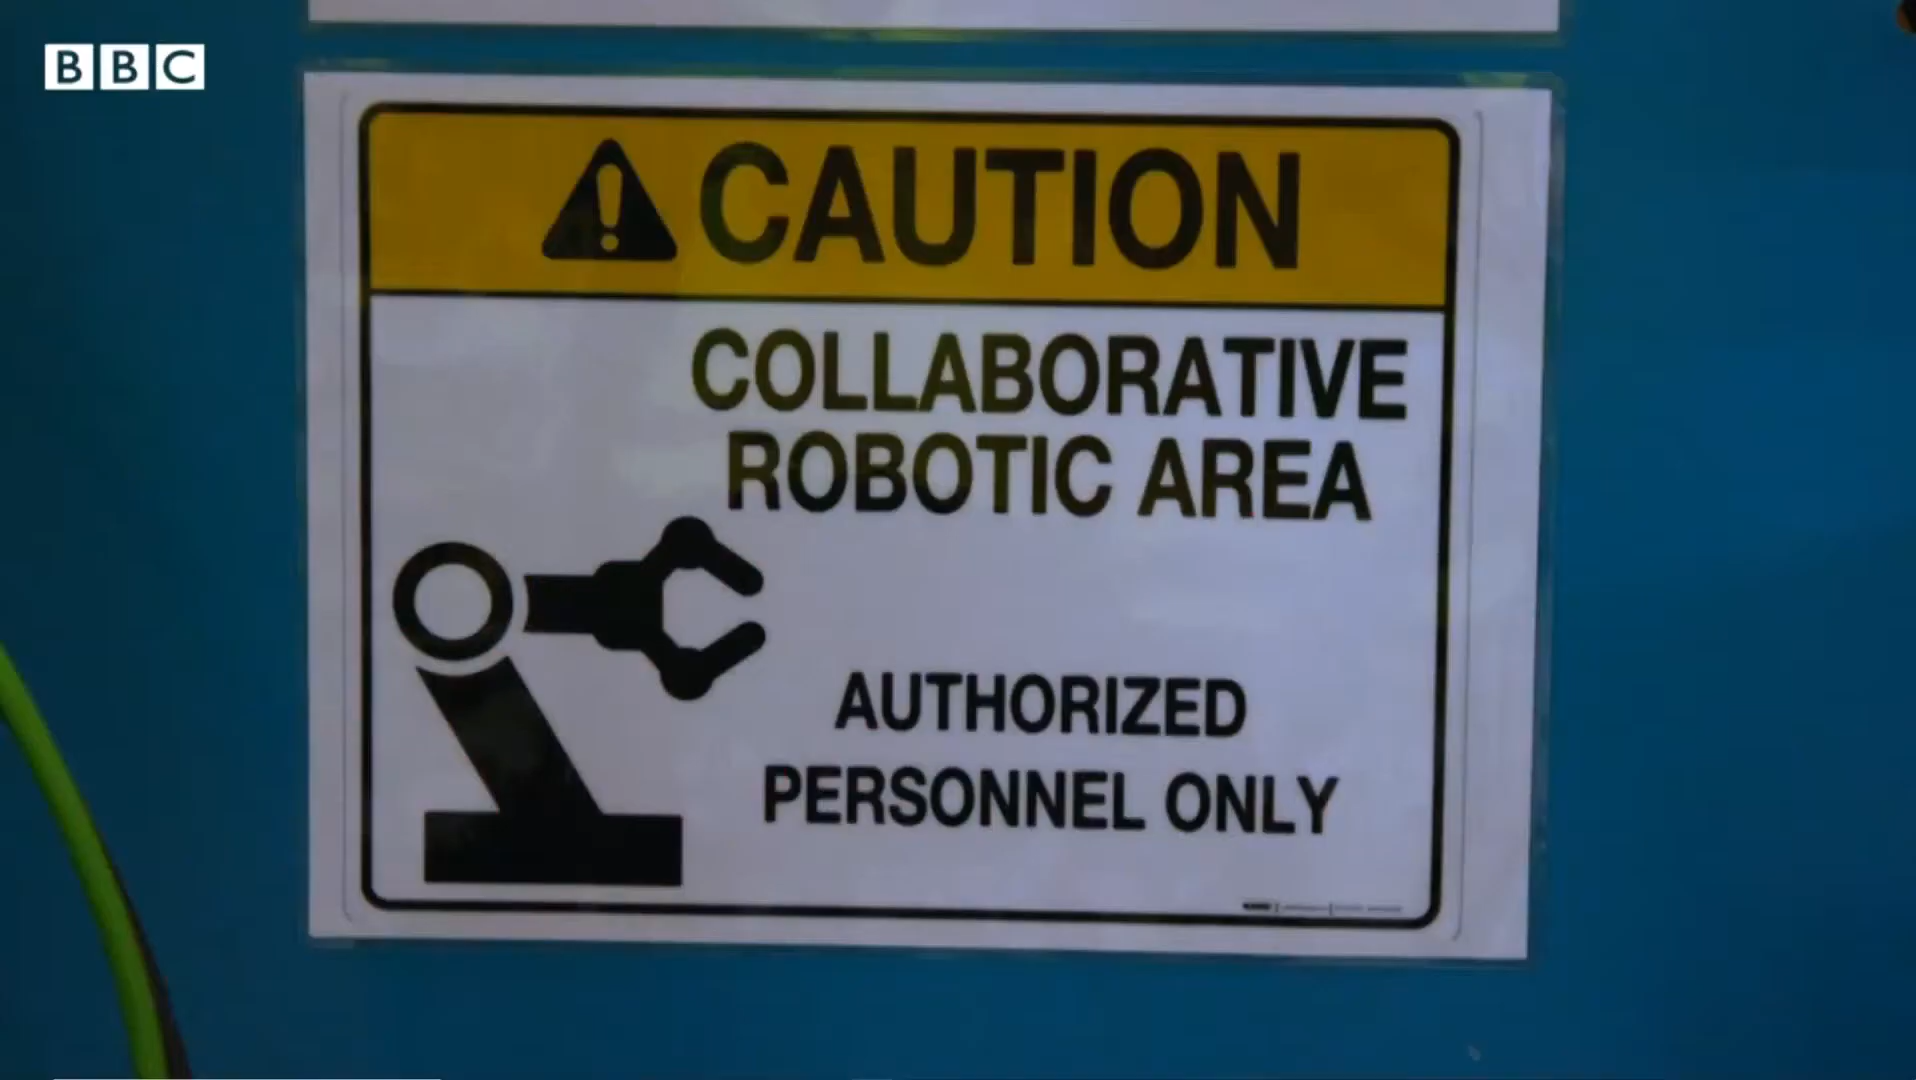 BBC
CAUTION
COLLABORATIVE
ROBOTIC AREA
AUTHORIZED
PERSONNEL ONLY